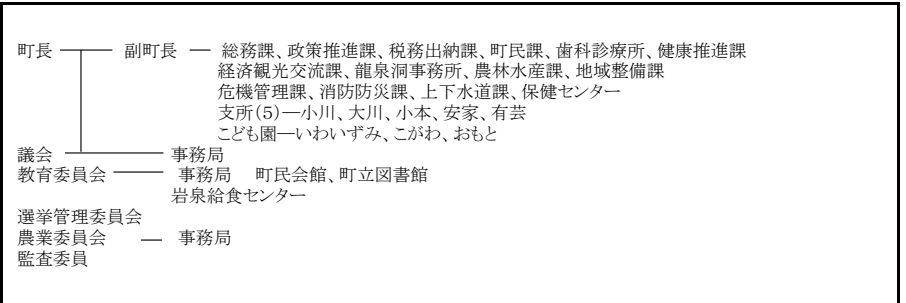 町長 副町長 総務課、政策推進課、税務出納課、町民課、歯科診療所、健康推進課
経済観光交流課、龍泉洞事務所、農林水産課、地域整備課
危機管理課、消防防災課、上下水道課、保健センター
支所(5)―小川、大川、小本、安家、有芸
こども園―いわいずみ、こがわ、おもと
議会 事務局
教育委員会 事務局 町民会館、町立図書館
岩泉給食センター
選挙管理委員会
農業委員会 ― 事務局
監査委員